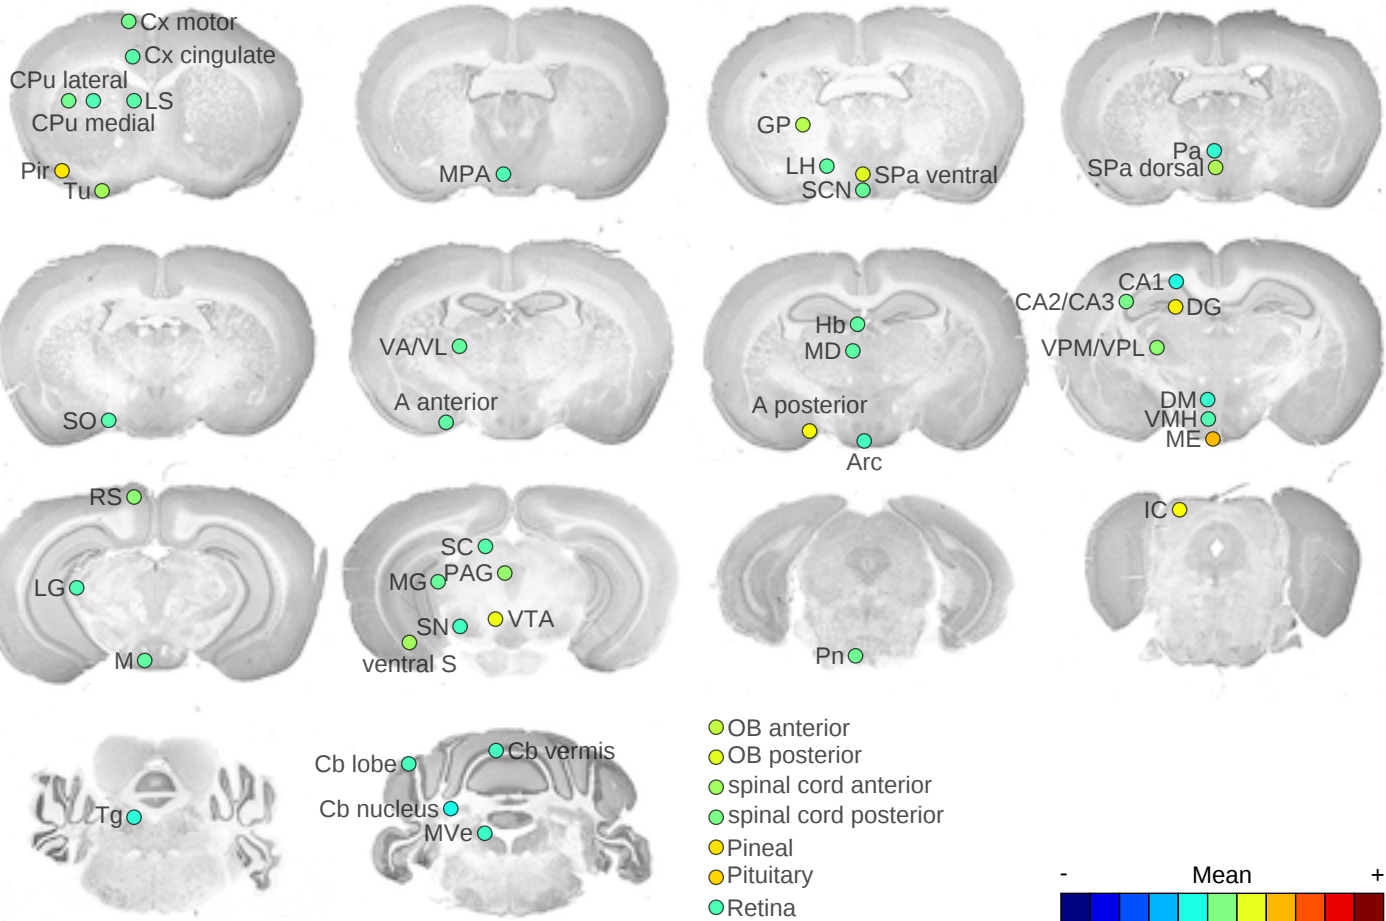 Cx motor
Cx cingulate
CPu lateral
LS
CPu medial
Pir
Tu
MPA
GP
LH
SPa ventral
SCN
Pa
SPa dorsal
SO
VA/VL
A anterior
Hb
MD
A posterior
Arc
CA1
CA2/CA3
DG
VPM/VPL
DM
VMH
ME
RS
LG
M
SC
PAG
MG
VTA
SN
ventral S
Pn
IC
Tg
Cb vermis
Cb lobe
Cb nucleus
MVe
OB anterior
OB posterior
spinal cord anterior
spinal cord posterior
Pineal
Pituitary
Retina
- Mean +